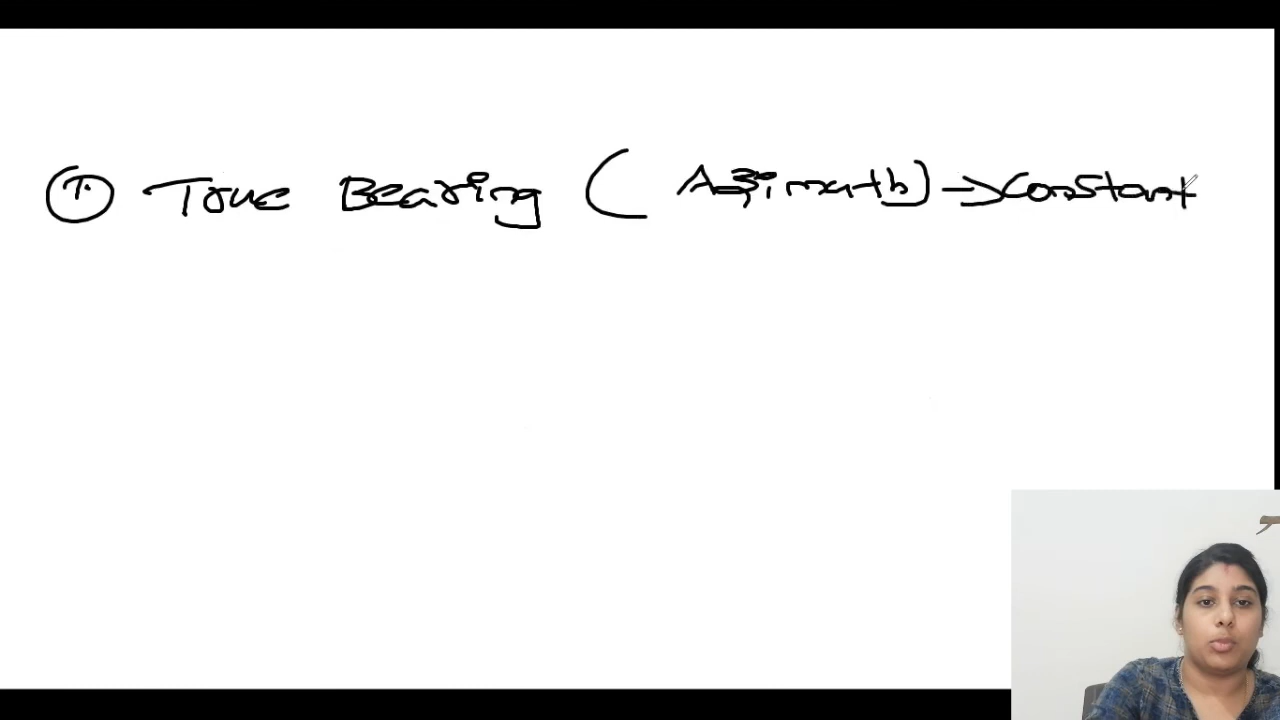 ① True Bearing ( Azimuth) → Constant